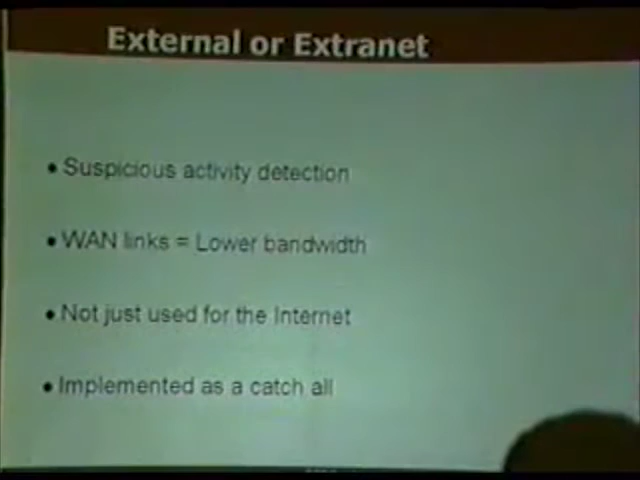 External or Extranet
• Suspicious activity detection
• WAN links = Lower bandwidth
• Not just used for the Internet
• Implemented as a catch all